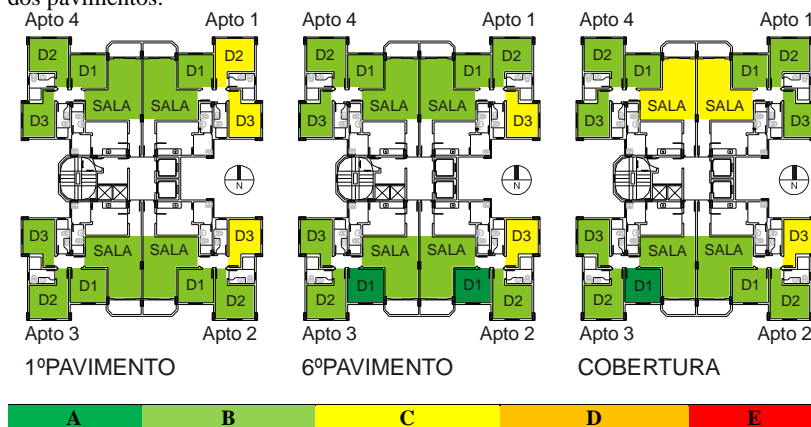 dos pavimentos.
Apto 4 Apto 1 Apto 4 Apto 1 Apto 4 Apto 1
D2 D2 D2 D2 D2 D2
D1 D1 D1 D1 D1 D1
SALA SALA SALA SALA SALA SALA
D3 D3 D3 D3 D3 D3
N N N
D3 D3 D3 D3 D3 D3
SALA SALA SALA SALA SALA SALA
D1 D1 D1 D1 D1 D1
D2 D2 D2 D2 D2 D2
Apto 3 Apto 2 Apto 3 Apto 2 Apto 3 Apto 2
1ºPAVIMENTO 6ºPAVIMENTO COBERTURA
A B C D E